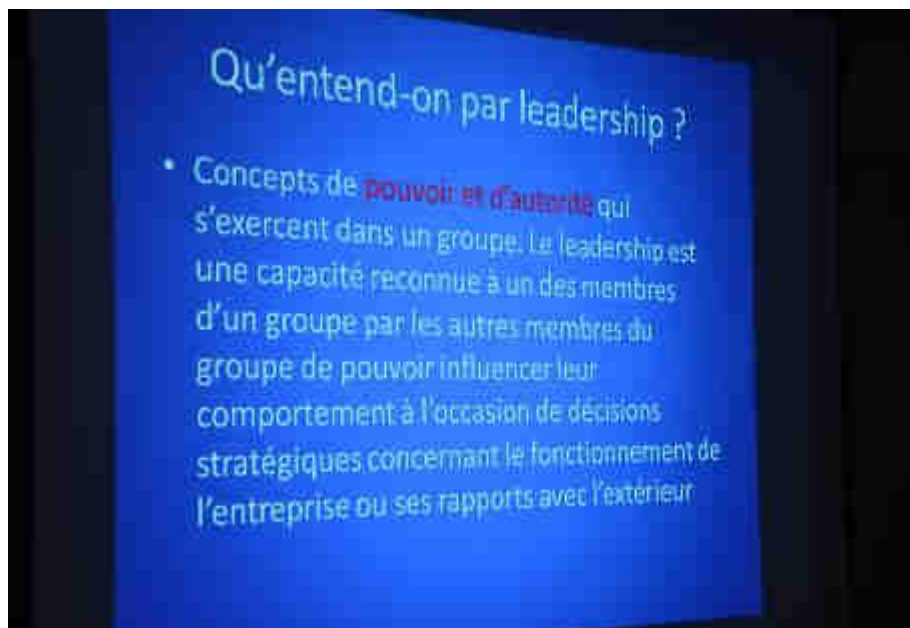 Qu'entend-on par leadership ?
• Concepts de pouvoir et d'autorité qui
s'exercent dans un groupe. Le leadership est
une capacité reconnue à un des membres
d'un groupe par les autres membres du
groupe de pouvoir influencer leur
comportement à l'occasion de décisions
stratégiques concernant le fonctionnement de
l'entreprise ou ses rapports avec l'extérieur